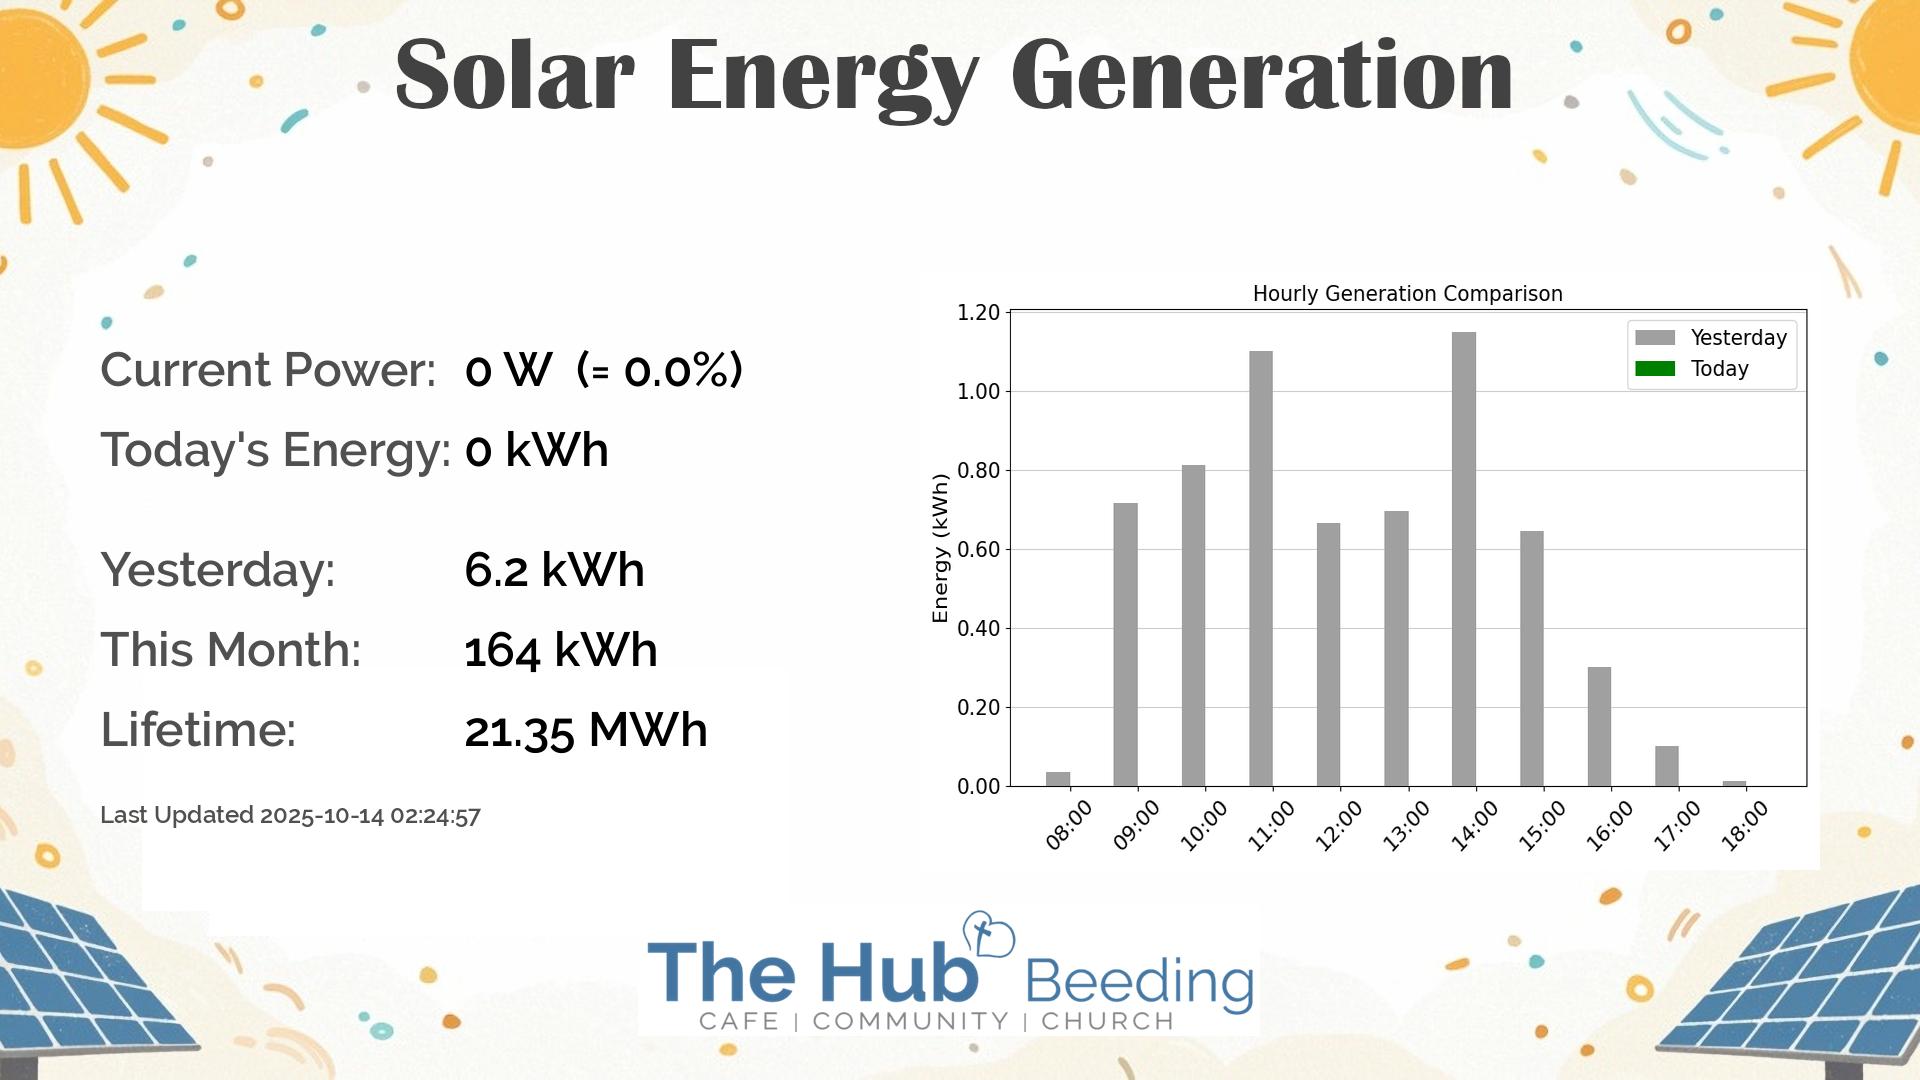 Solar Energy Generation
Current Power: 0 W (= 0.0%)
Today's Energy: 0 kWh
Yesterday: 6.2 kWh
This Month: 164 kWh
Lifetime: 21.35 MWh
Last Updated 2025-10-14 02:24:57
Hourly Generation Comparison
Yesterday
Today
Energy (kWh)
1.20
1.00
0.80
0.60
0.40
0.20
0.00
08:00 09:00 10:00 11:00 12:00 13:00 14:00 15:00 16:00 17:00 18:00
The Hub Beeding
CAFE | COMMUNITY | CHURCH